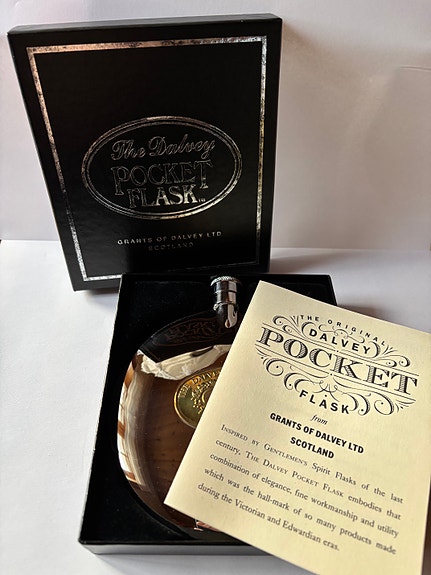 The Dalvey
POCKET
FLASK™
GRANTS OF DALVEY LTD
SCOTLAND
THE ORIGINAL
DALVEY
POCKET
FLASK
from
GRANTS OF DALVEY LTD
SCOTLAND
INSPIRED BY GENTLEMEN'S Spirit Flasks of the last
century, THE DALVEY POCKET FLASK embodies that
combination of elegance, fine workmanship and utility
which was the hall-mark of so many products made
during the Victorian and Edwardian eras.